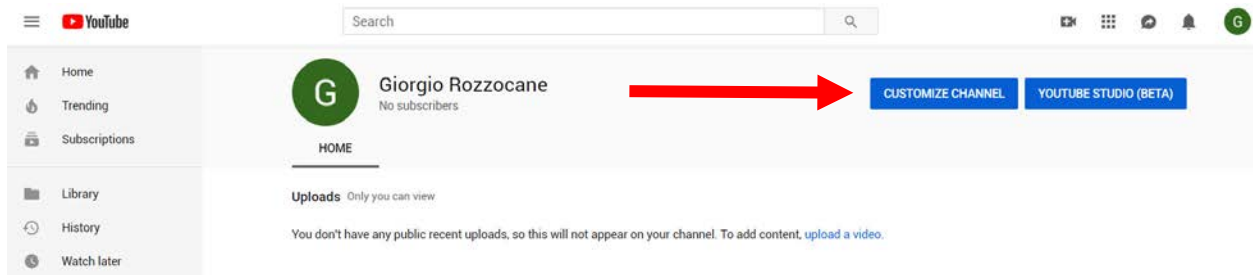 YouTube
Search
G
Home
Trending
Subscriptions
Library
History
Watch later
G
Giorgio Rozzocane
No subscribers
CUSTOMIZE CHANNEL
YOUTUBE STUDIO (BETA)
HOME
Uploads Only you can view
You don't have any public recent uploads, so this will not appear on your channel. To add content, upload a video.